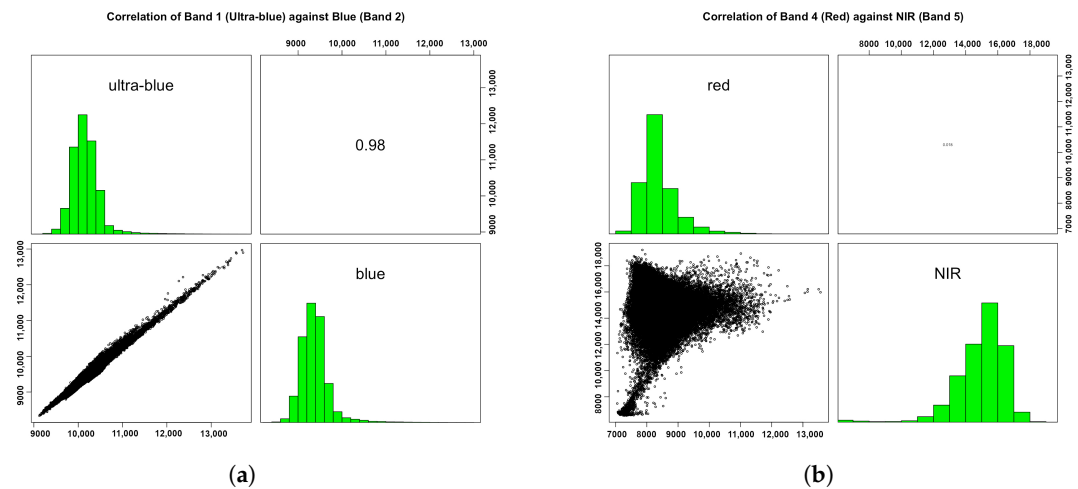 Correlation of Band 1 (Ultra-blue) against Blue (Band 2)
9000 10,000 11,000 12,000 13,000
ultra-blue
0.98
9000 10,000 11,000 12,000 13,000
9000 10,000 11,000 12,000 13,000
blue
9000 10,000 11,000 12,000 13,000
(a)
Correlation of Band 4 (Red) against NIR (Band 5)
8000 10,000 12,000 14,000 16,000 18,000
red
7000 8000 9000 10,000 11,000 12,000 13,000
8000 10,000 12,000 14,000 16,000 18,000
NIR
7000 8000 9000 10,000 11,000 12,000 13,000
(b)